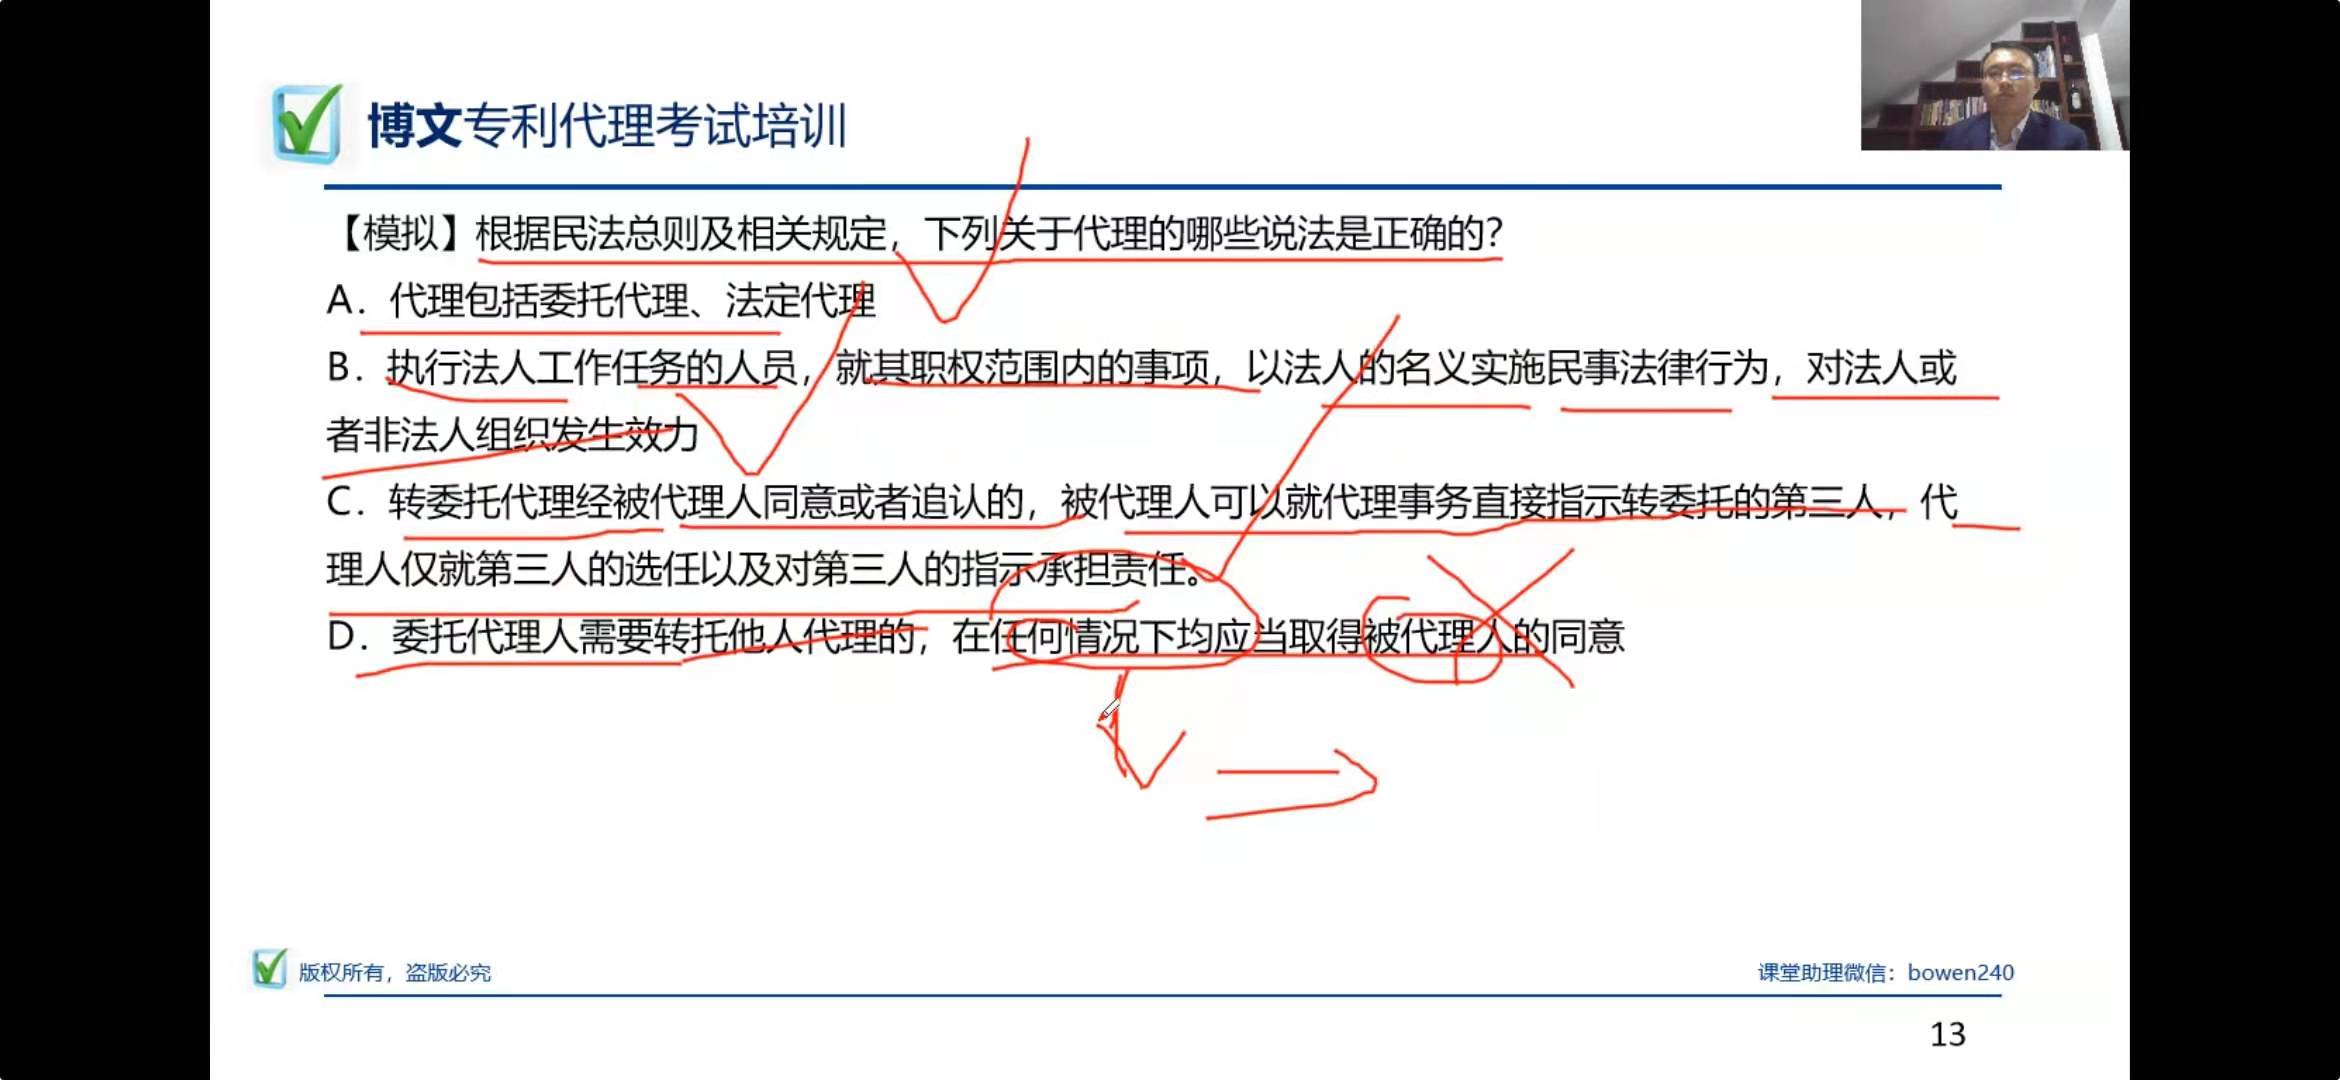 博文专利代理考试培训
【模拟】根据民法总则及相关规定，下列关于代理的哪些说法是正确的？
A．代理包括委托代理、法定代理
B．执行法人工作任务的人员，就其职权范围内的事项，以法人的名义实施民事法律行为，对法人或
者非法人组织发生效力
C．转委托代理经被代理人同意或者追认的，被代理人可以就代理事务直接指示转委托的第三人，代
理人仅就第三人的选任以及对第三人的指示承担责任。
D．委托代理人需要转托他人代理的，在任何情况下均应当取得被代理人的同意
版权所有，盗版必究
课堂助理微信：bowen240
13